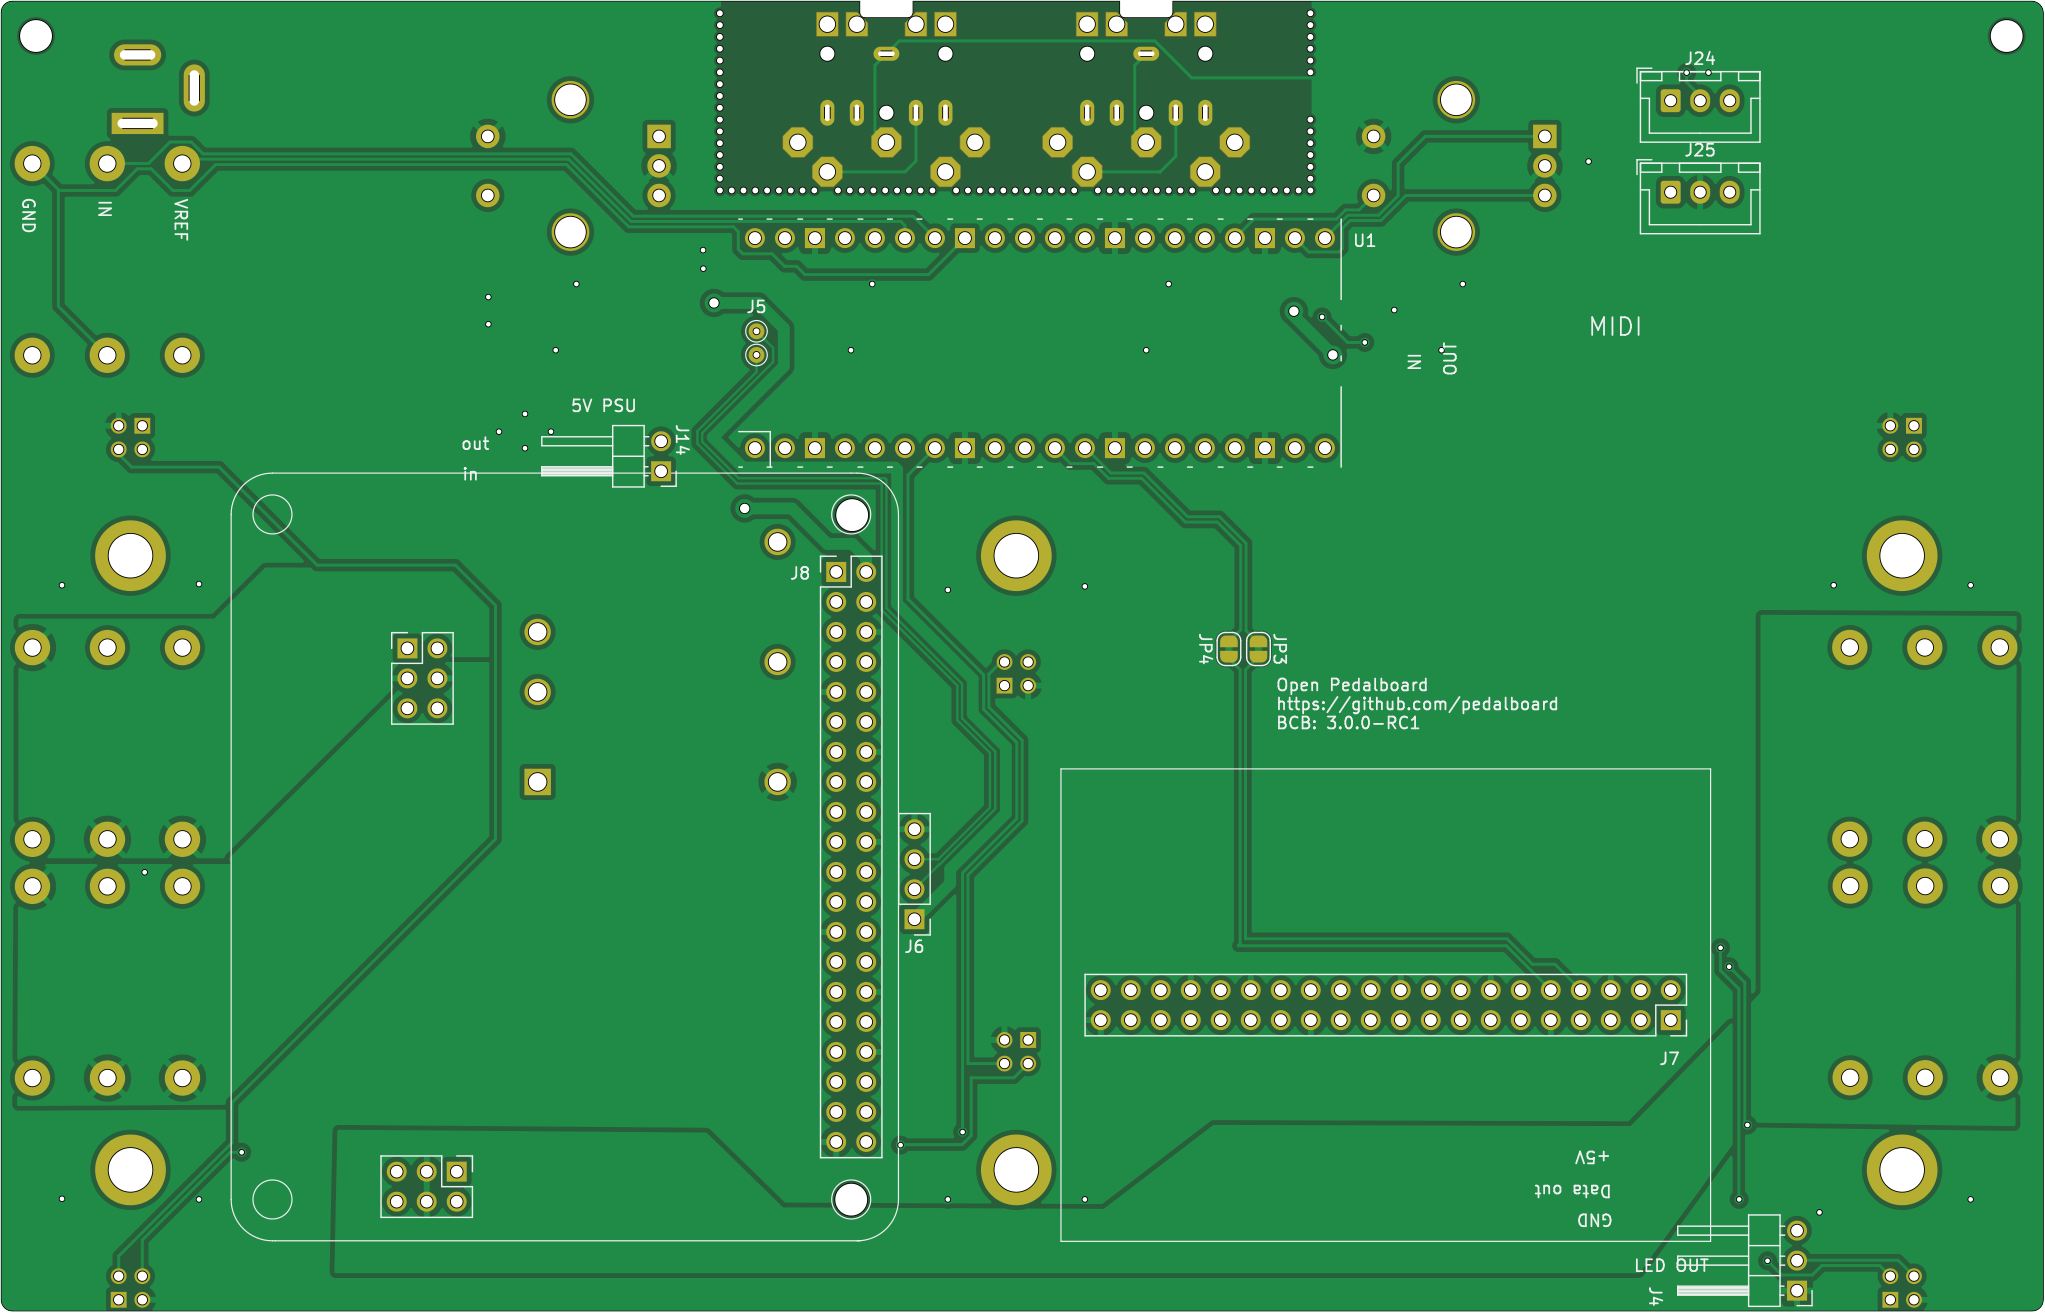 J24
J25
GND
IN
VREF
U1
J5
MIDI
IN
OUT
5V PSU
out
in
J14
J8
JP4
JP3
Open Pedalboard
https://github.com/pedalboard
BCB: 3.0.0-RC1
J6
J7
+5V
Data out
GND
LED OUT
J4